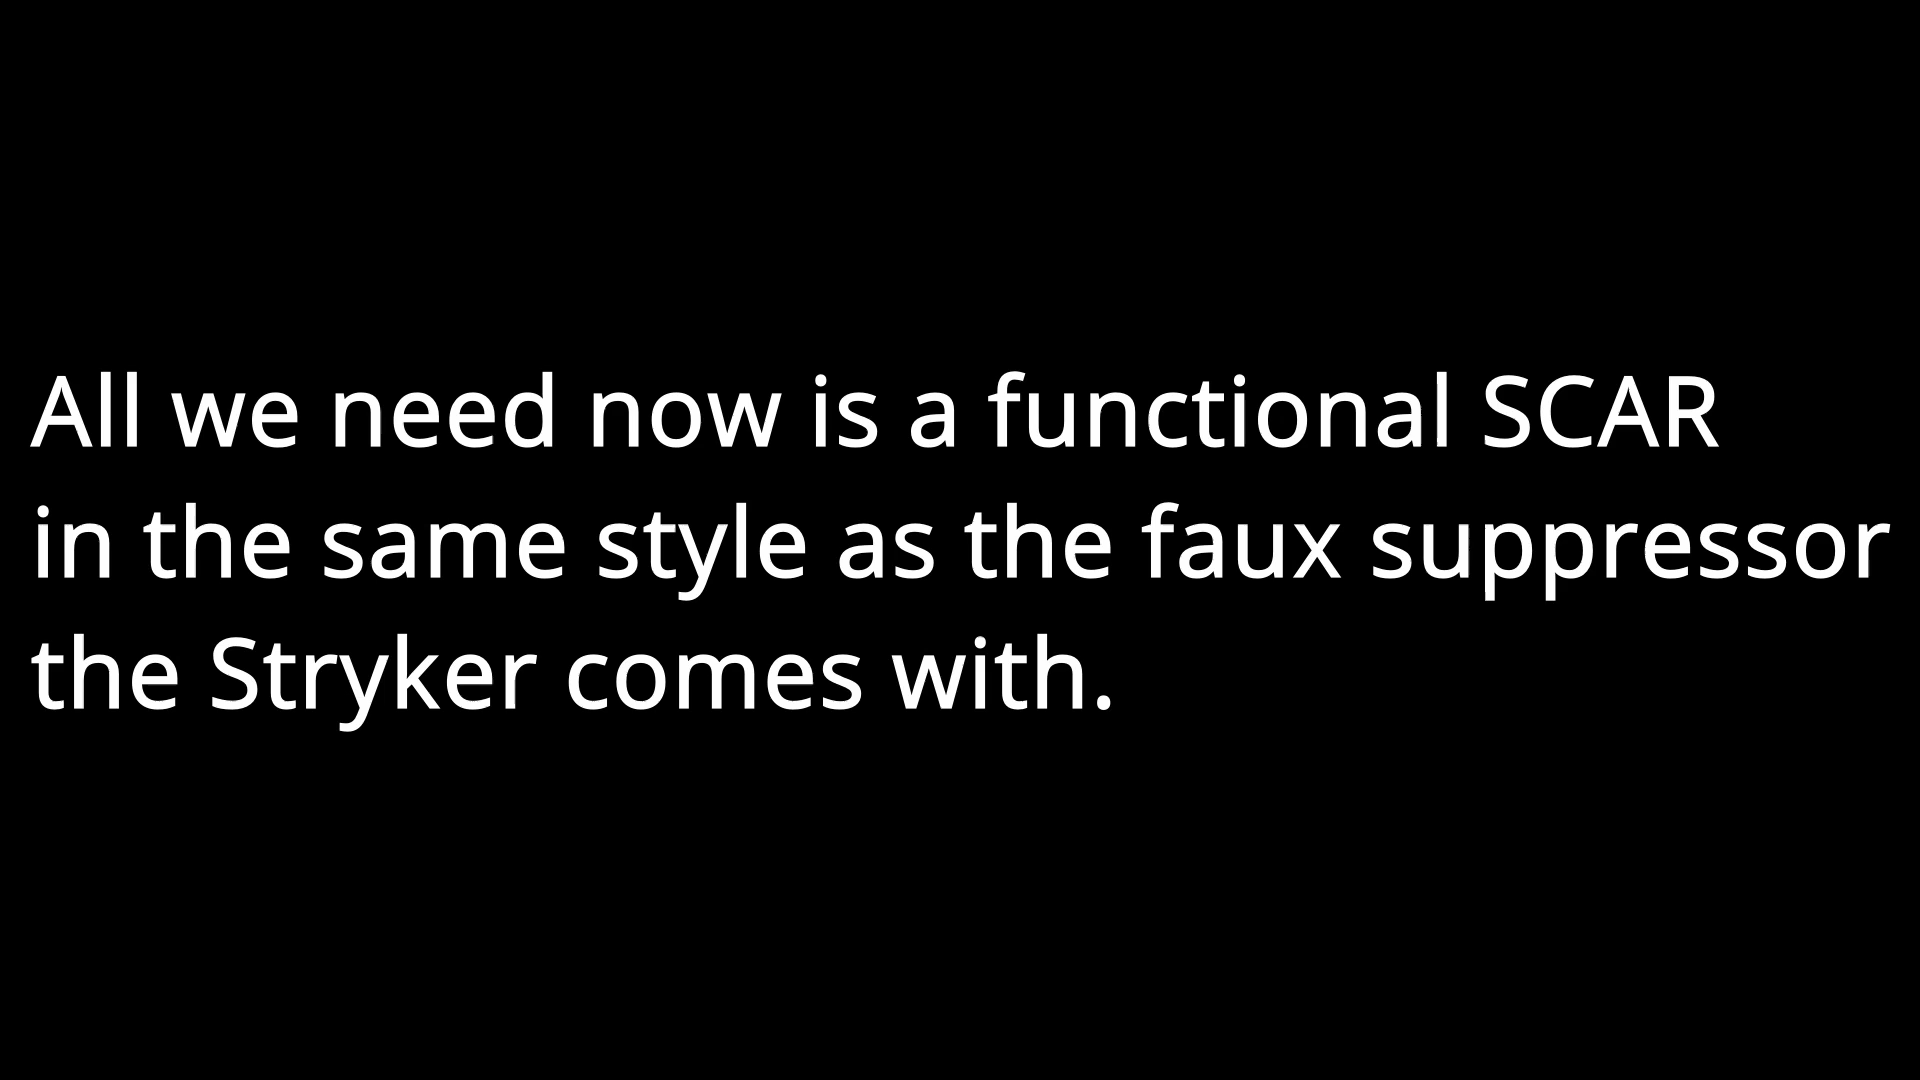 All we need now is a functional SCAR
in the same style as the faux suppressor
the Stryker comes with.